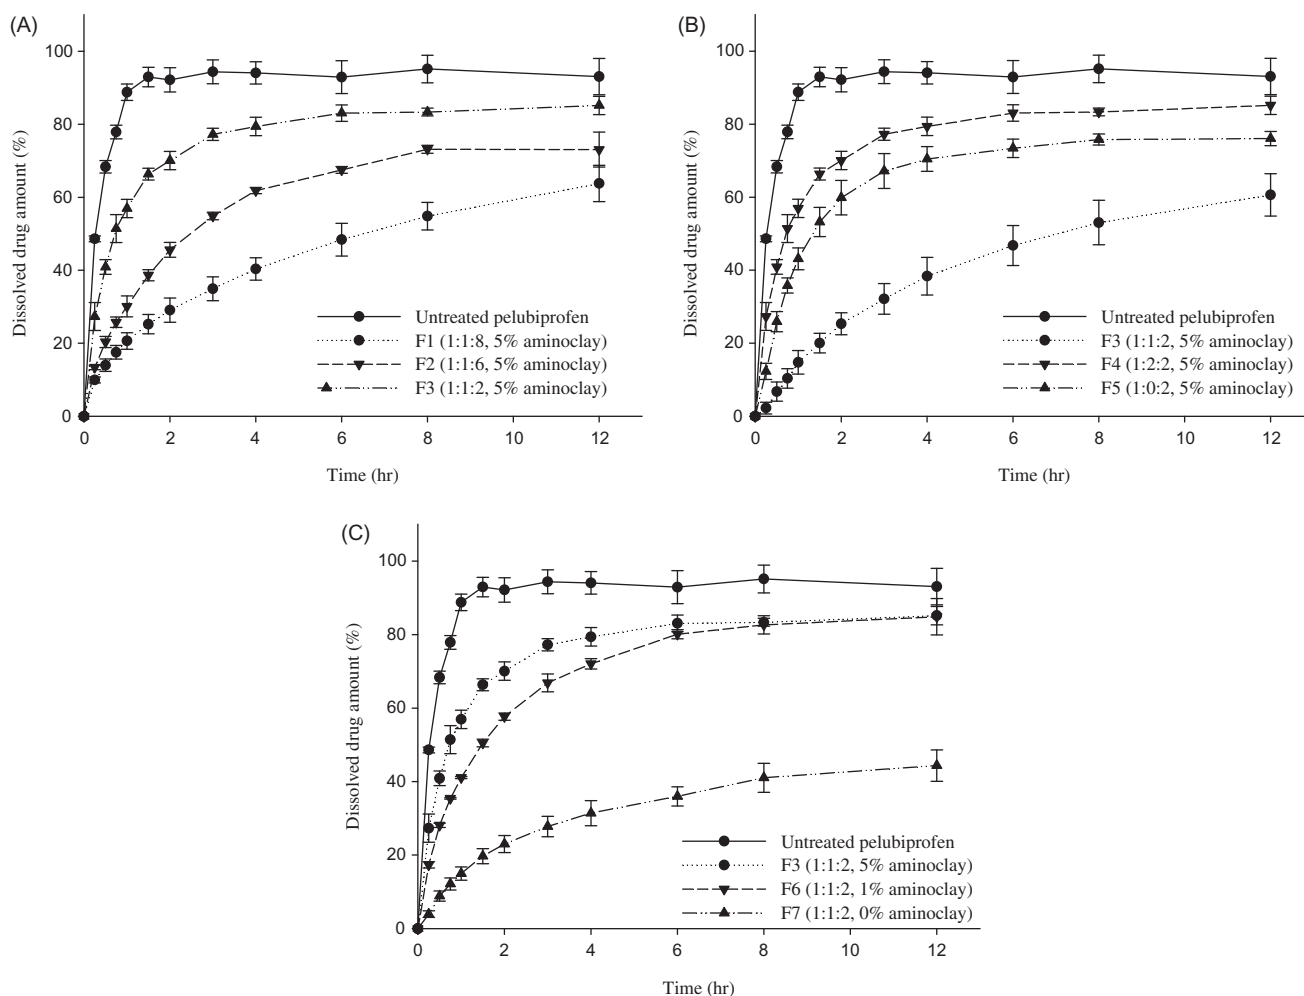 (A)
Dissolved drug amount (%)
100
80
60
40
20
0
Untreated pelubiprofen
F1 (1:1:8, 5% aminoclay)
F2 (1:1:6, 5% aminoclay)
F3 (1:1:2, 5% aminoclay)
0 2 4 6 8 10 12
Time (hr)
(B)
Dissolved drug amount (%)
100
80
60
40
20
0
Untreated pelubiprofen
F3 (1:1:2, 5% aminoclay)
F4 (1:2:2, 5% aminoclay)
F5 (1:0:2, 5% aminoclay)
0 2 4 6 8 10 12
Time (hr)
(C)
Dissolved drug amount (%)
100
80
60
40
20
0
Untreated pelubiprofen
F3 (1:1:2, 5% aminoclay)
F6 (1:1:2, 1% aminoclay)
F7 (1:1:2, 0% aminoclay)
0 2 4 6 8 10 12
Time (hr)